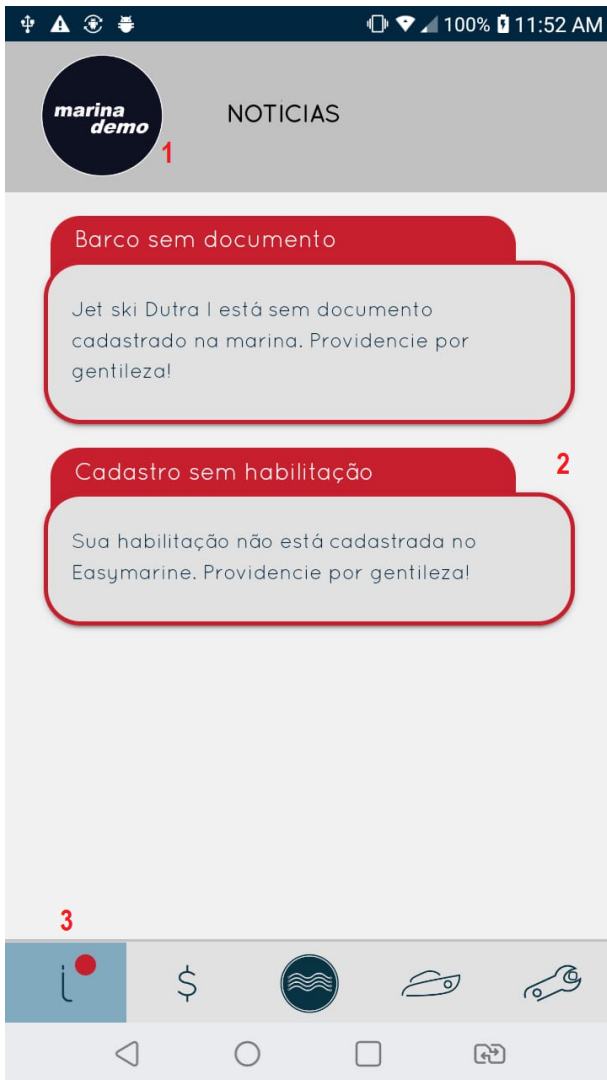 100% 11:52 AM
marina
demo
NOTICIAS
1
Barco sem documento
Jet ski Dutra I está sem documento
cadastrado na marina. Providencie por
gentileza!
Cadastro sem habilitação
2
Sua habilitação não está cadastrada no
Easymarine. Providencie por gentileza!
3
i
$